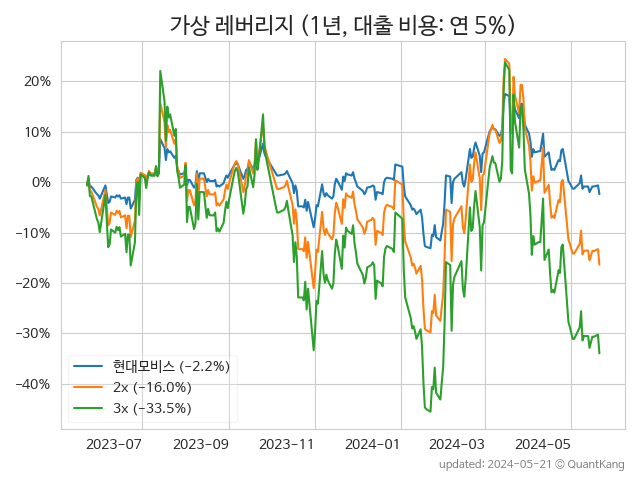 가상 레버리지 (1년, 대출 비용: 연 5%)
20%
10%
0%
−10%
−20%
−30%
−40%
현대모비스 (−2.2%)
2x (−16.0%)
3x (−33.5%)
2023-07
2023-09
2023-11
2024-01
2024-03
2024-05
updated: 2024-05-21 © QuantKang